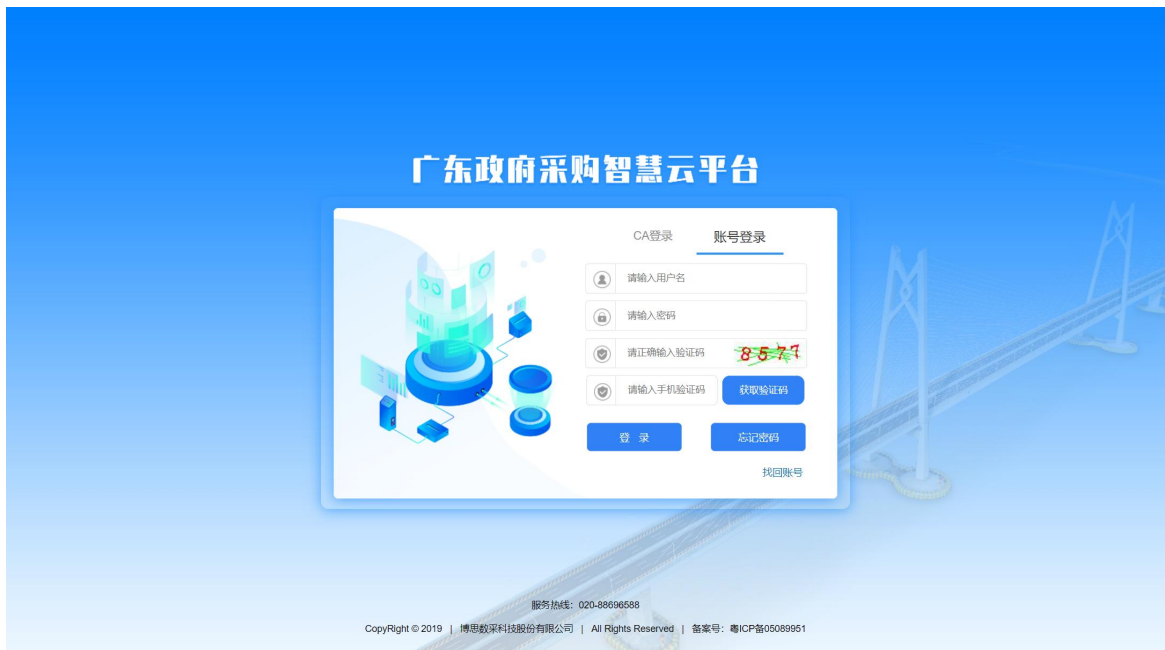 广东政府采购智慧云平台
CA登录 账号登录
请输入用户名
请输入密码
请正确输入验证码 8577
请输入手机验证码 获取验证码
登 录 忘记密码
找回账号
服务热线：020-88696588
CopyRight © 2019 | 博思数采科技股份有限公司 | All Rights Reserved | 备案号：粤ICP备05089951